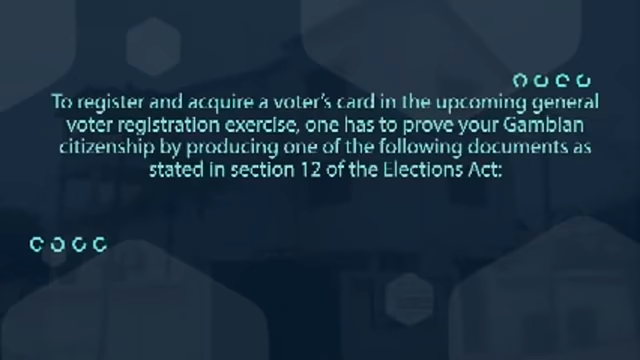 To register and acquire a voter's card in the upcoming general
voter registration exercise, one has to prove your Gambian
citizenship by producing one of the following documents as
stated in section 12 of the Elections Act: